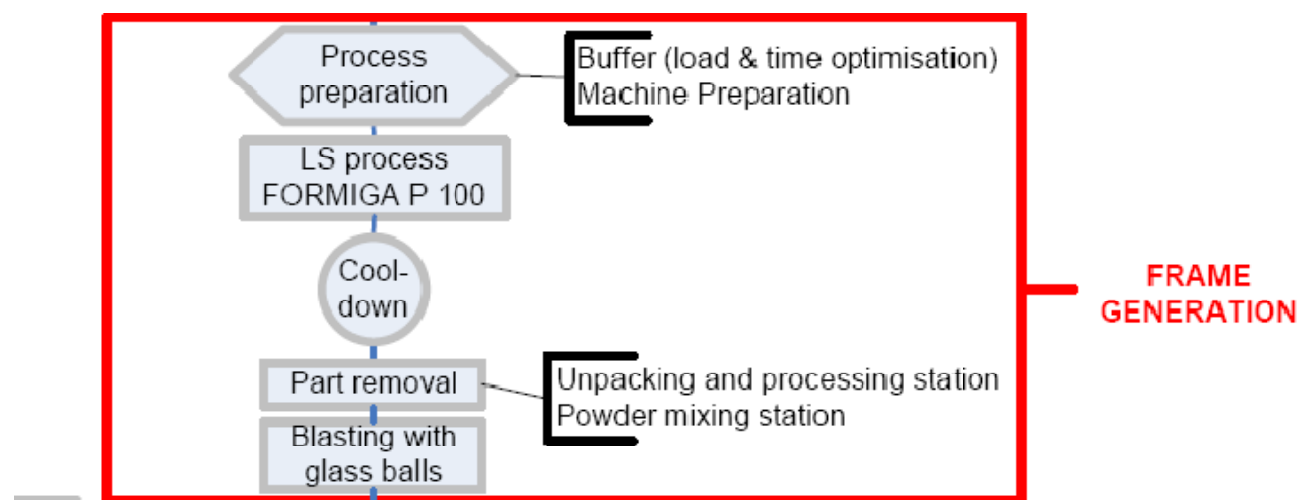 Process
preparation
Buffer (load & time optimisation)
Machine Preparation
LS process
FORMIGA P 100
Cool-
down
FRAME
GENERATION
Part removal
Unpacking and processing station
Powder mixing station
Blasting with
glass balls